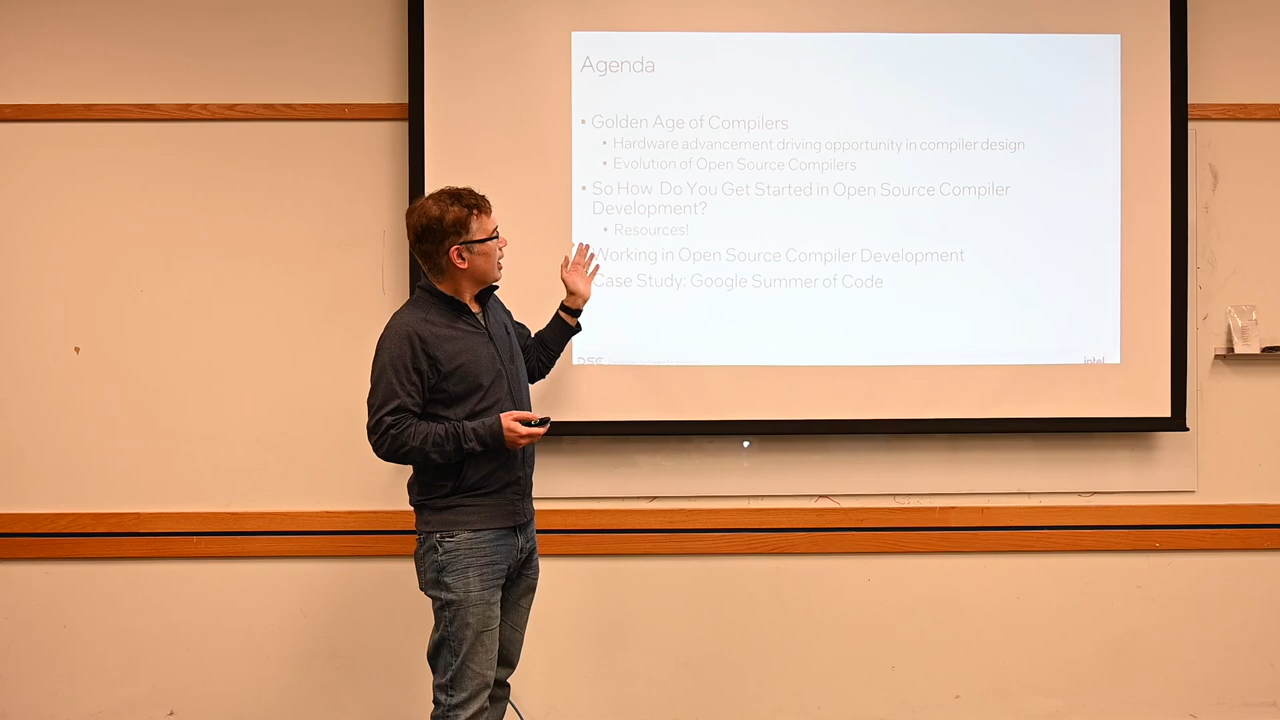 Agenda
▪ Golden Age of Compilers
▪ Hardware advancement driving opportunity in compiler design
▪ Evolution of Open Source Compilers
▪ So How Do You Get Started in Open Source Compiler
Development?
▪ Resources!
Working in Open Source Compiler Development
Case Study: Google Summer of Code
intel